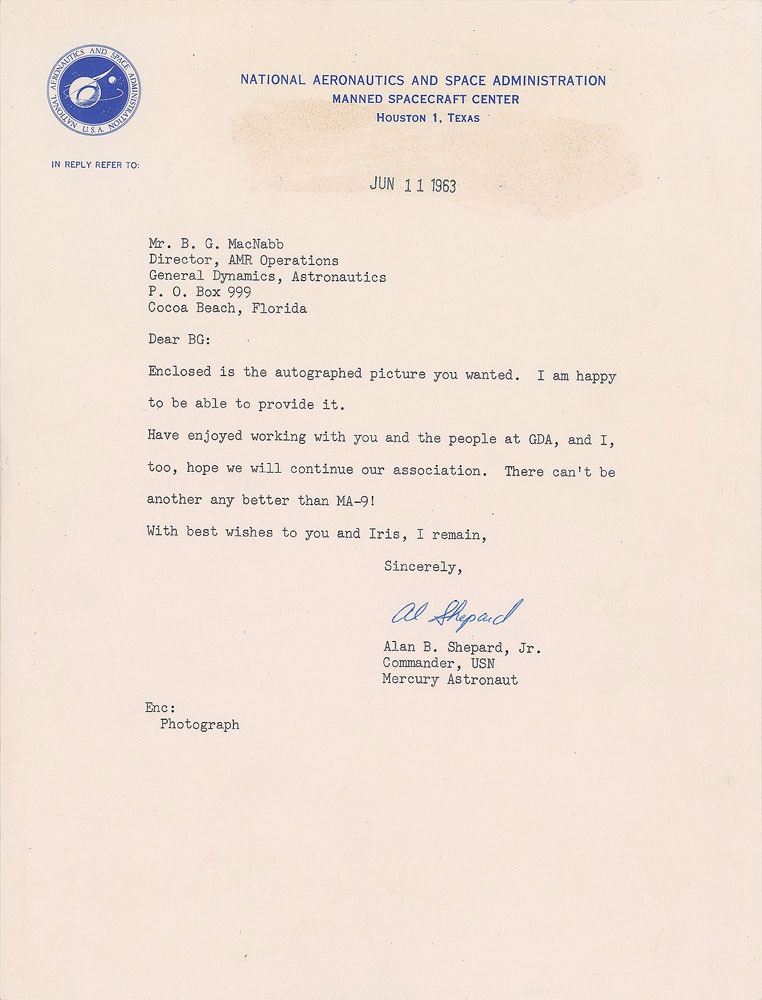 NATIONAL AERONAUTICS AND SPACE ADMINISTRATION
U.S.A.
NATIONAL AERONAUTICS AND SPACE ADMINISTRATION
MANNED SPACECRAFT CENTER
HOUSTON 1, TEXAS
IN REPLY REFER TO:
JUN 11 1963
Mr. B. G. MacNabb
Director, AMR Operations
General Dynamics, Astronautics
P. O. Box 999
Cocoa Beach, Florida
Dear BG:
Enclosed is the autographed picture you wanted. I am happy
to be able to provide it.
Have enjoyed working with you and the people at GDA, and I,
too, hope we will continue our association. There can't be
another any better than MA-9!
With best wishes to you and Iris, I remain,
Sincerely,
Al Shepard
Alan B. Shepard, Jr.
Commander, USN
Mercury Astronaut
Enc:
Photograph